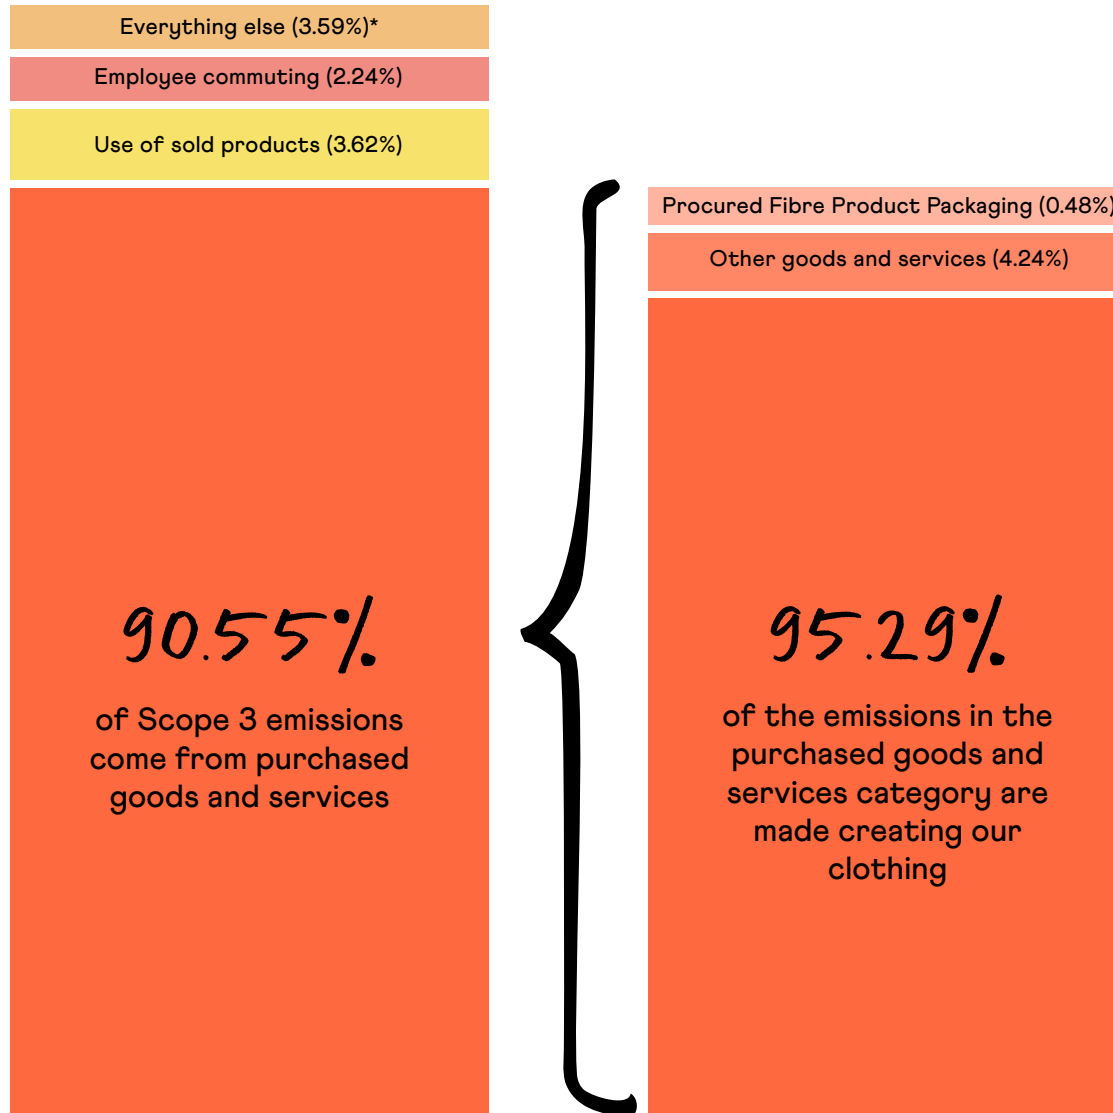 Everything else (3.59%)*
Employee commuting (2.24%)
Use of sold products (3.62%)
90.55%
of Scope 3 emissions
come from purchased
goods and services
Procured Fibre Product Packaging (0.48%)
Other goods and services (4.24%)
95.29%
of the emissions in the
purchased goods and
services category are
made creating our
clothing